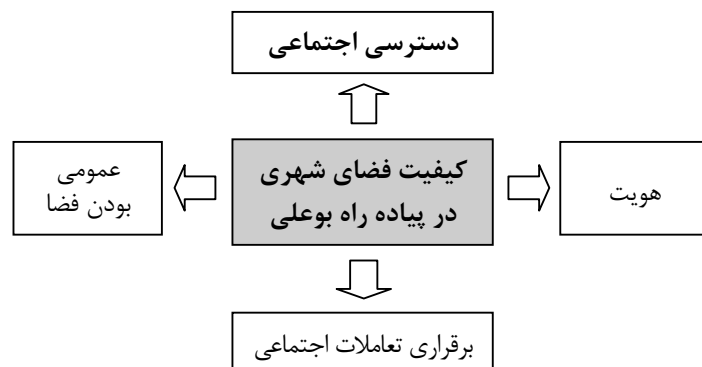 دسترسی اجتماعی
هویت
کیفیت فضای شهری
در پیاده راه بوعلی
عمومی
بودن فضا
برقراری تعاملات اجتماعی